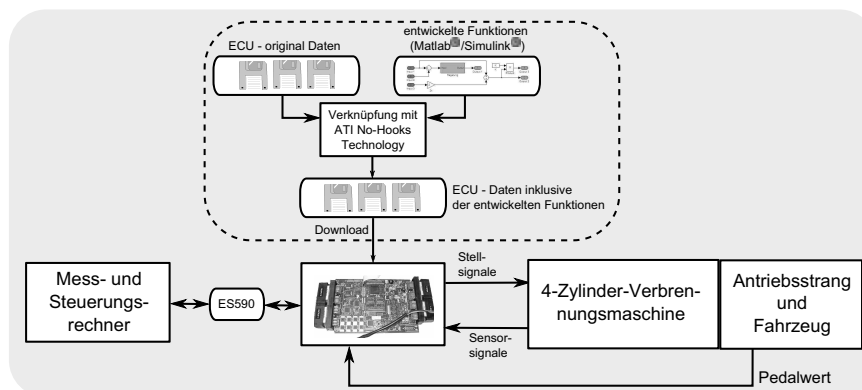 ECU - original Daten
entwickelte Funktionen
(Matlab®/Simulink®)
Verknüpfung mit
ATI No-Hooks
Technology
ECU - Daten inklusive
der entwickelten Funktionen
Download
Mess- und
Steuerungs-
rechner
ES590
Stell-
signale
Sensor-
signale
4-Zylinder-Verbren-
nungsmaschine
Antriebsstrang
und
Fahrzeug
Pedalwert